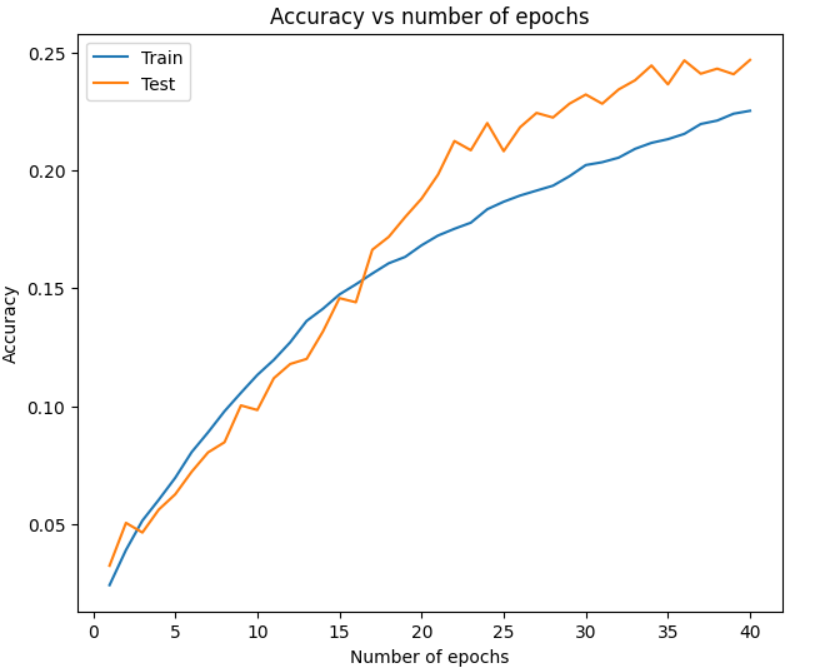 Accuracy vs number of epochs
Train
Test
0.25
0.20
0.15
0.10
0.05
Accuracy
0 5 10 15 20 25 30 35 40
Number of epochs